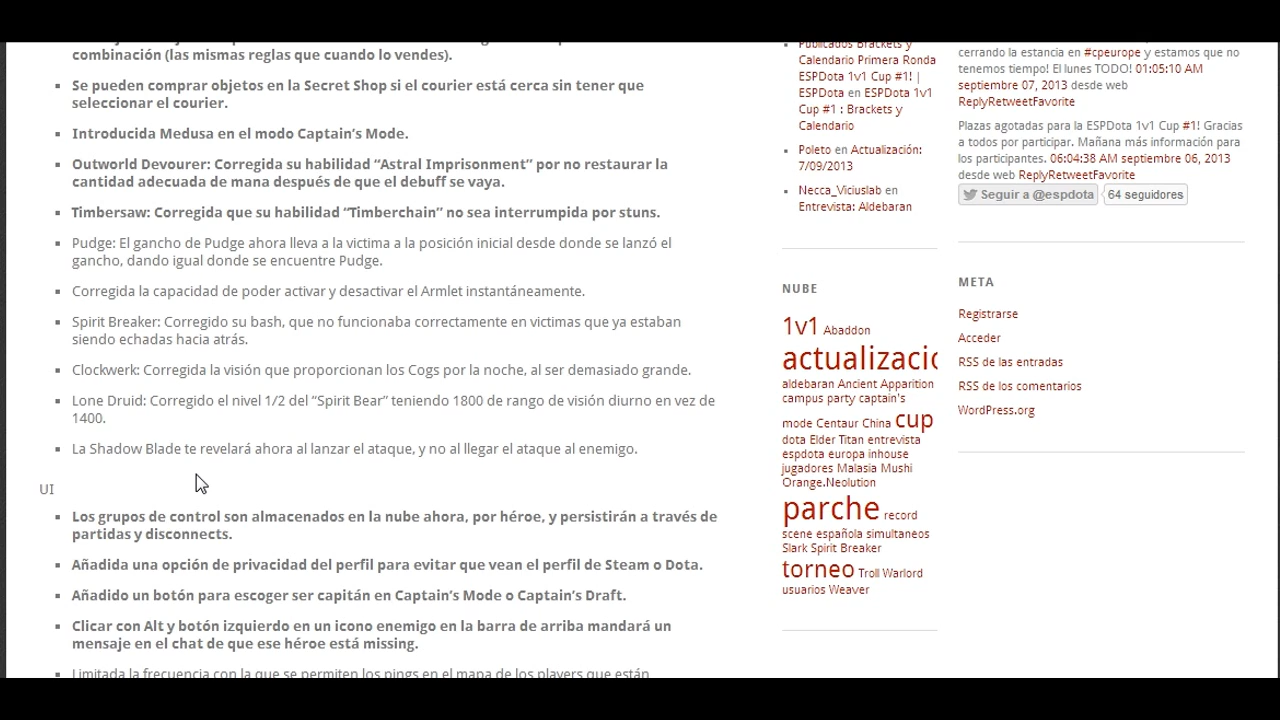 combinación (las mismas reglas que cuando lo vendes).
Se pueden comprar objetos en la Secret Shop si el courier está cerca sin tener que
seleccionar el courier.
Introducida Medusa en el modo Captain’s Mode.
Outworld Devourer: Corregida su habilidad “Astral Imprisonment” por no restaurar la
cantidad adecuada de mana después de que el debuff se vaya.
Timbersaw: Corregida que su habilidad “Timberchain” no sea interrumpida por stuns.
Pudge: El gancho de Pudge ahora lleva a la victima a la posición inicial desde donde se lanzó el
gancho, dando igual donde se encuentre Pudge.
Corregida la capacidad de poder activar y desactivar el Armlet instantáneamente.
Spirit Breaker: Corregido su bash, que no funcionaba correctamente en victimas que ya estaban
siendo echadas hacia atrás.
Clockwerk: Corregida la visión que proporcionan los Cogs por la noche, al ser demasiado grande.
Lone Druid: Corregido el nivel 1/2 del “Spirit Bear” teniendo 1800 de rango de visión diurno en vez de
1400.
La Shadow Blade te revelará ahora al lanzar el ataque, y no al llegar el ataque al enemigo.
UI
Los grupos de control son almacenados en la nube ahora, por héroe, y persistirán a través de
partidas y disconnects.
Añadida una opción de privacidad del perfil para evitar que vean el perfil de Steam o Dota.
Añadido un botón para escoger ser capitán en Captain’s Mode o Captain’s Draft.
Clicar con Alt y botón izquierdo en un icono enemigo en la barra de arriba mandará un
mensaje en el chat de que ese héroe está missing.
Limitada la frecuencia con la que se permiten los pings en el mapa de los players que están
Publicados Brackets y
Calendario Primera Ronda
ESPDota 1v1 Cup #1! |
ESPDota en ESPDota 1v1
Cup #1 : Brackets y
Calendario
Poleto en Actualización:
7/09/2013
Necca_Viciuslab en
Entrevista: Aldebaran
NUBE
1v1 Abaddon
actualizacio
aldebaran Ancient Apparition
campus party captain's
mode Centaur China cup
dota Elder Titan entrevista
espdota europa inhouse
jugadores Malasia Mushi
Orange.Neolution
parche record
scene española simultaneos
Slark Spirit Breaker
torneo Troll Warlord
usuarios Weaver
cerrando la estancia en #cpeurope y estamos que no
tenemos tiempo! El lunes TODO! 01:05:10 AM
septiembre 07, 2013 desde web
ReplyRetweetFavorite
Plazas agotadas para la ESPDota 1v1 Cup #1! Gracias
a todos por participar. Mañana más información para
los participantes. 06:04:38 AM septiembre 06, 2013
desde web ReplyRetweetFavorite
Seguir a @espdota 64 seguidores
META
Registrarse
Acceder
RSS de las entradas
RSS de los comentarios
WordPress.org